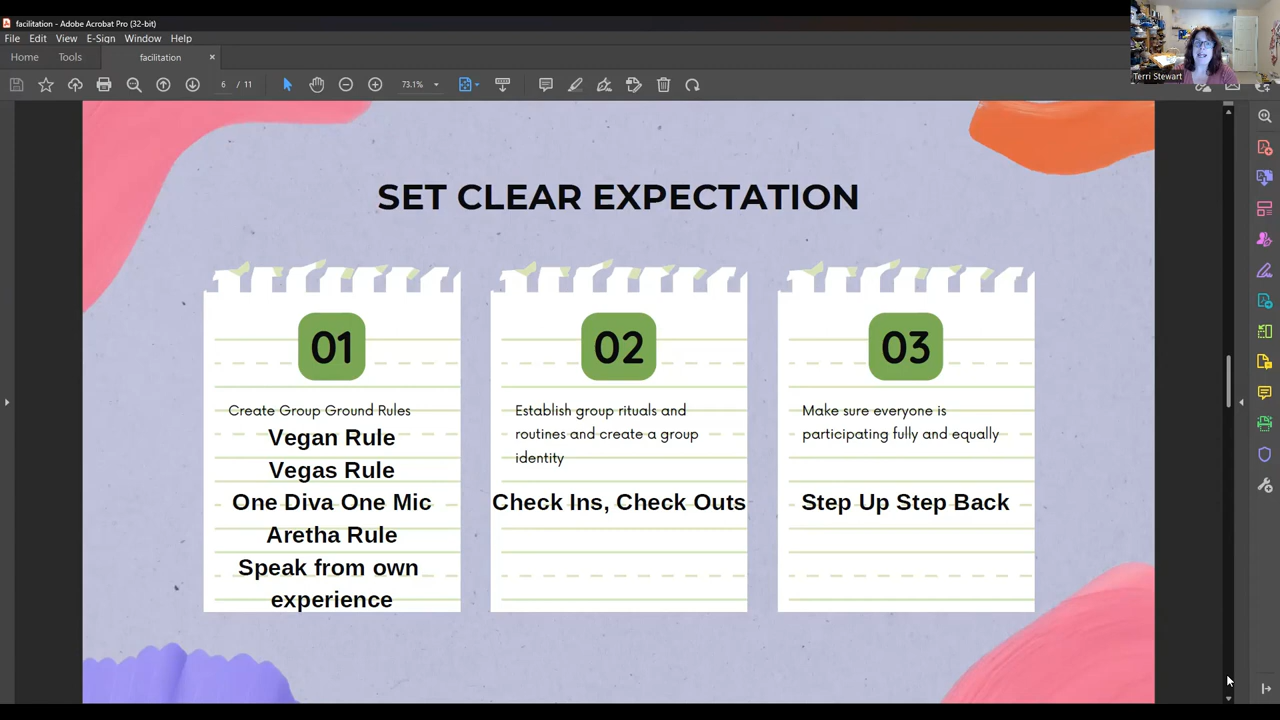 facilitation - Adobe Acrobat Pro (32-bit)
File Edit View E-Sign Window Help
Home Tools facilitation ×
6 / 11 73.1%
Terri Stewart
SET CLEAR EXPECTATION
01
Create Group Ground Rules
Vegan Rule
Vegas Rule
One Diva One Mic
Aretha Rule
Speak from own
experience
02
Establish group rituals and
routines and create a group
identity
Check Ins, Check Outs
03
Make sure everyone is
participating fully and equally
Step Up Step Back